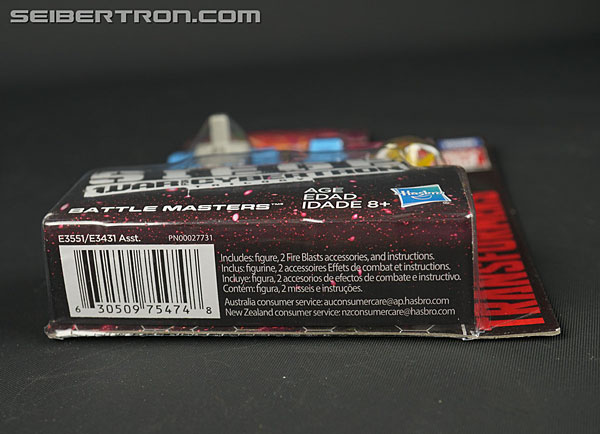 SEIBERTRON.COM
BATTLE MASTERS™
AGE
EDAD
IDADE 8+
Hasbro
E3551/E3431 Asst.
PN00027731
6 30509 75474 8
Includes: figure, 2 Fire Blasts accessories, and instructions.
Inclus: figurine, 2 accessoires Effets de combat et instructions.
Incluye: figura, 2 accesorios de efectos de combate e instructivo.
Contém: figura, 2 mísseis e instruções.
Australia consumer service: auconsumercare@ap.hasbro.com
New Zealand consumer service: nzconsumercare@hasbro.com
TRANSFORMERS